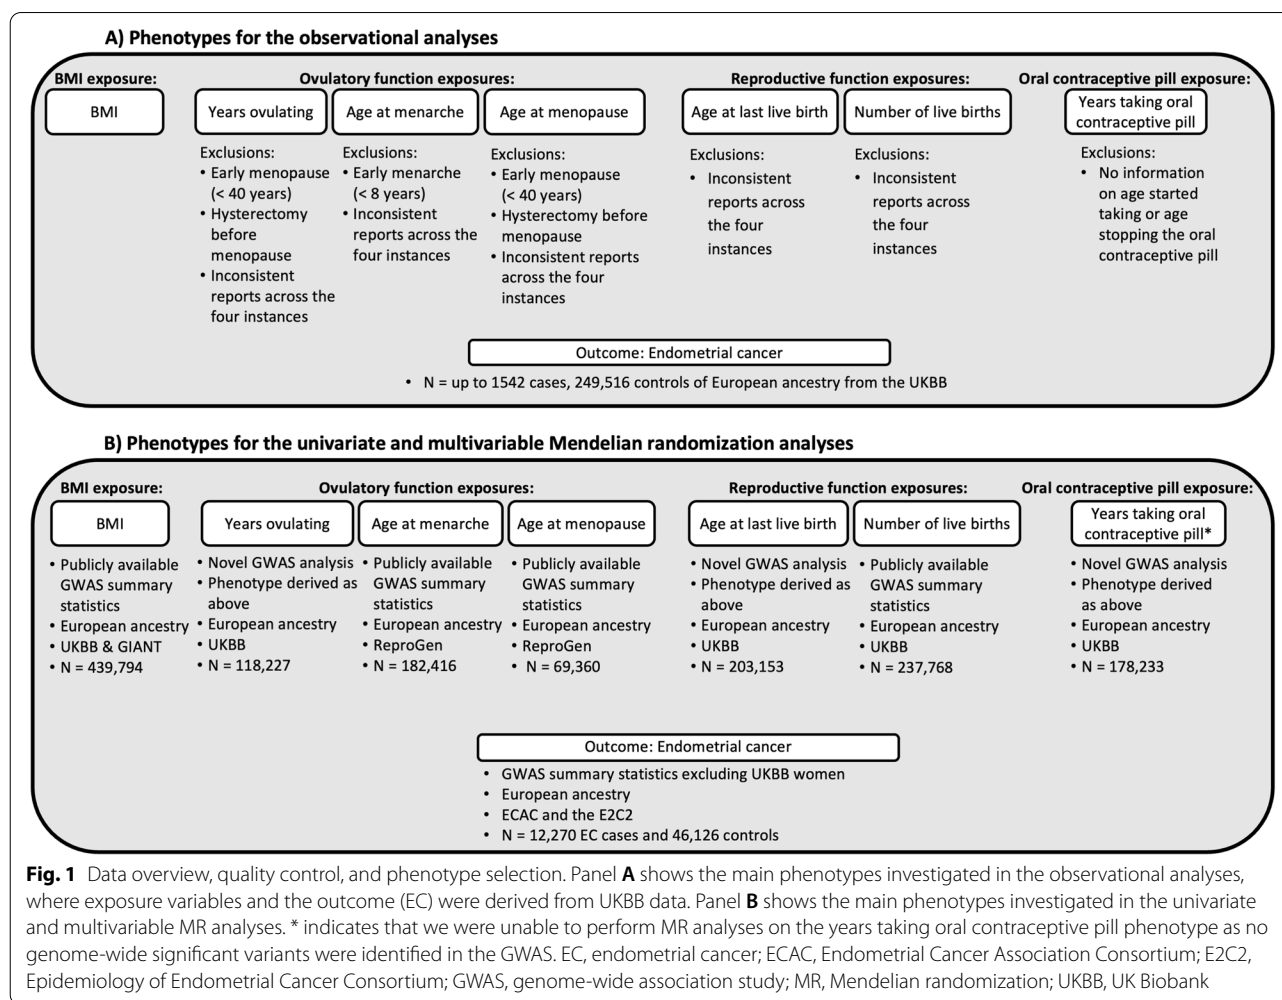 A) Phenotypes for the observational analyses
BMI exposure:
BMI
Ovulatory function exposures:
Years ovulating
Exclusions:
• Early menopause
(< 40 years)
• Hysterectomy
before
menopause
• Inconsistent
reports across the
four instances
Age at menarche
Exclusions:
• Early menarche
(< 8 years)
• Inconsistent
reports across the
four instances
Age at menopause
Exclusions:
• Early menopause
(< 40 years)
• Hysterectomy before
menopause
• Inconsistent reports
across the four
instances
Reproductive function exposures:
Age at last live birth
Exclusions:
• Inconsistent
reports across
the four
instances
Number of live births
Exclusions:
• Inconsistent
reports across
the four
instances
Oral contraceptive pill exposure:
Years taking oral
contraceptive pill
Exclusions:
• No information
on age started
taking or age
stopping the oral
contraceptive pill
Outcome: Endometrial cancer
• N = up to 1542 cases, 249,516 controls of European ancestry from the UKBB
B) Phenotypes for the univariate and multivariable Mendelian randomization analyses
BMI exposure:
BMI
• Publicly available
GWAS summary
statistics
• European ancestry
• UKBB & GIANT
• N = 439,794
Ovulatory function exposures:
Years ovulating
• Novel GWAS analysis
• Phenotype derived as
above
• European ancestry
• UKBB
• N = 118,227
Age at menarche
• Publicly available
GWAS summary
statistics
• European ancestry
• ReproGen
• N = 182,416
Age at menopause
• Publicly available
GWAS summary
statistics
• European ancestry
• ReproGen
• N = 69,360
Reproductive function exposures:
Age at last live birth
• Novel GWAS analysis
• Phenotype derived as
above
• European ancestry
• UKBB
• N = 203,153
Number of live births
• Publicly available
GWAS summary
statistics
• European ancestry
• UKBB
• N = 237,768
Oral contraceptive pill exposure:
Years taking oral
contraceptive pill*
• Novel GWAS analysis
• Phenotype derived
as above
• European ancestry
• UKBB
• N = 178,233
Outcome: Endometrial cancer
• GWAS summary statistics excluding UKBB women
• European ancestry
• ECAC and the E2C2
• N = 12,270 EC cases and 46,126 controls
Fig. 1 Data overview, quality control, and phenotype selection. Panel A shows the main phenotypes investigated in the observational analyses,
where exposure variables and the outcome (EC) were derived from UKBB data. Panel B shows the main phenotypes investigated in the univariate
and multivariable MR analyses. * indicates that we were unable to perform MR analyses on the years taking oral contraceptive pill phenotype as no
genome-wide significant variants were identified in the GWAS. EC, endometrial cancer; ECAC, Endometrial Cancer Association Consortium; E2C2,
Epidemiology of Endometrial Cancer Consortium; GWAS, genome-wide association study; MR, Mendelian randomization; UKBB, UK Biobank